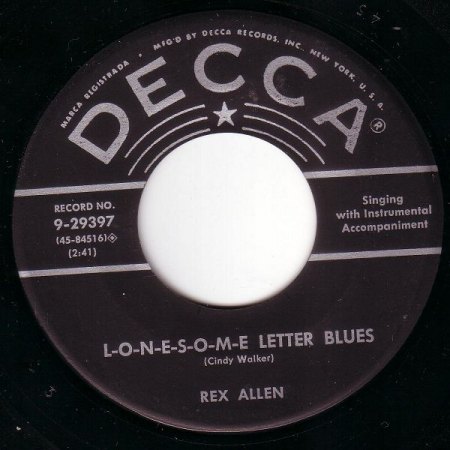 MARCA REGISTRADA • MF'G BY DECCA RECORDS, INC., NEW YORK, U.S.A.
DECCA®
RECORD NO.
9-29397
(45-84516)
(2:41)
Singing
with Instrumental
Accompaniment
L-O-N-E-S-O-M-E LETTER BLUES
(Cindy Walker)
REX ALLEN